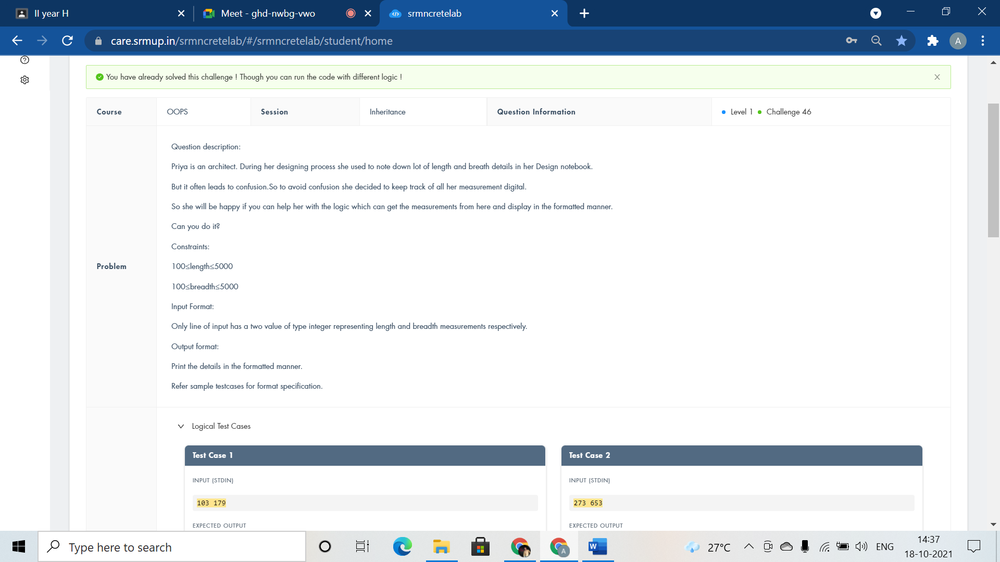 II year H
Meet - ghd-nwbg-vwo
srmncretelab
care.srmup.in/srmncretelab/#/srmncretelab/student/home
A
You have already solved this challenge ! Though you can run the code with different logic !
Course OOPS Session Inheritance Question Information Level 1 Challenge 46
Question description:
Priya is an architect. During her designing process she used to note down lot of length and breath details in her Design notebook.
But it often leads to confusion.So to avoid confusion she decided to keep track of all her measurement digital.
So she will be happy if you can help her with the logic which can get the measurements from here and display in the formatted manner.
Can you do it?
Constraints:
Problem
100≤length≤5000
100≤breadth≤5000
Input Format:
Only line of input has a two value of type integer representing length and breadth measurements respectively.
Output format:
Print the details in the formatted manner.
Refer sample testcases for format specification.
Logical Test Cases
Test Case 1
INPUT (STDIN)
103 179
EXPECTED OUTPUT
Test Case 2
INPUT (STDIN)
273 653
EXPECTED OUTPUT
Type here to search
A
W
27°C
ENG
14:37
18-10-2021